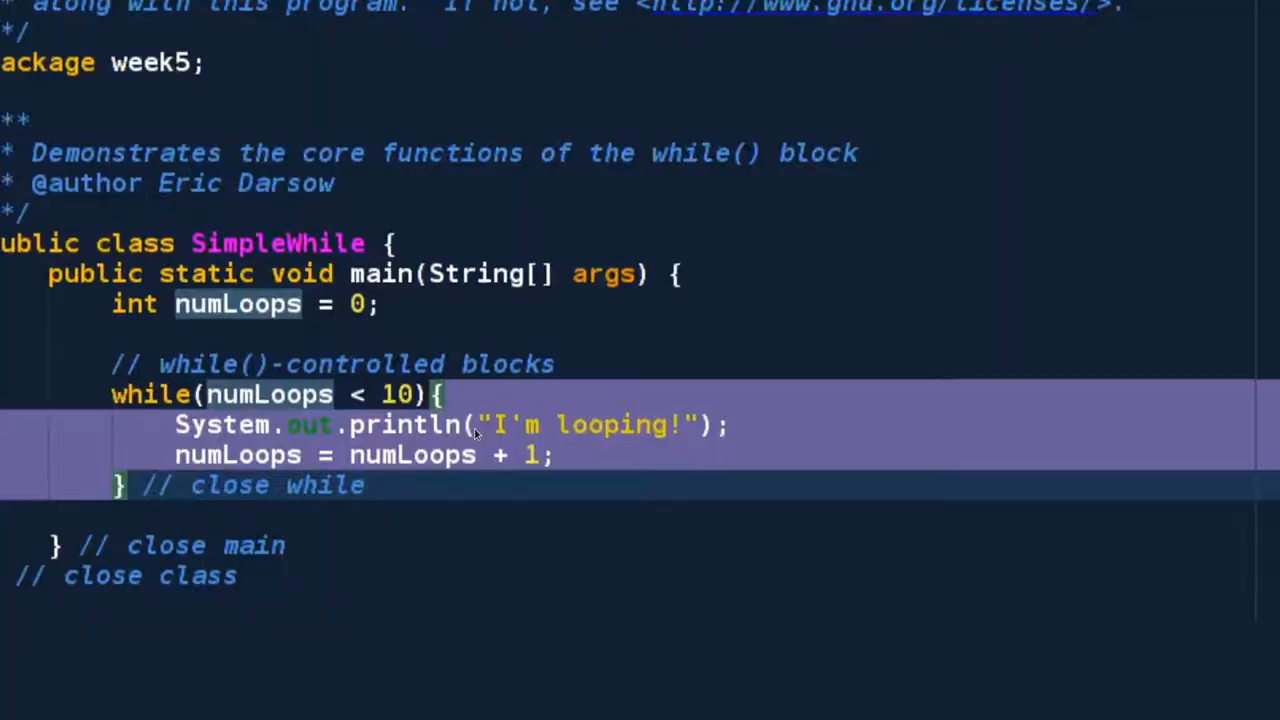 * along with this program. If not, see <http://www.gnu.org/licenses/>.
*/
ackage week5;
**
* Demonstrates the core functions of the while() block
* @author Eric Darsow
*/
ublic class SimpleWhile {
public static void main(String[] args) {
int numLoops = 0;
// while()-controlled blocks
while(numLoops < 10){
System.out.println("I'm looping!");
numLoops = numLoops + 1;
} // close while
} // close main
// close class